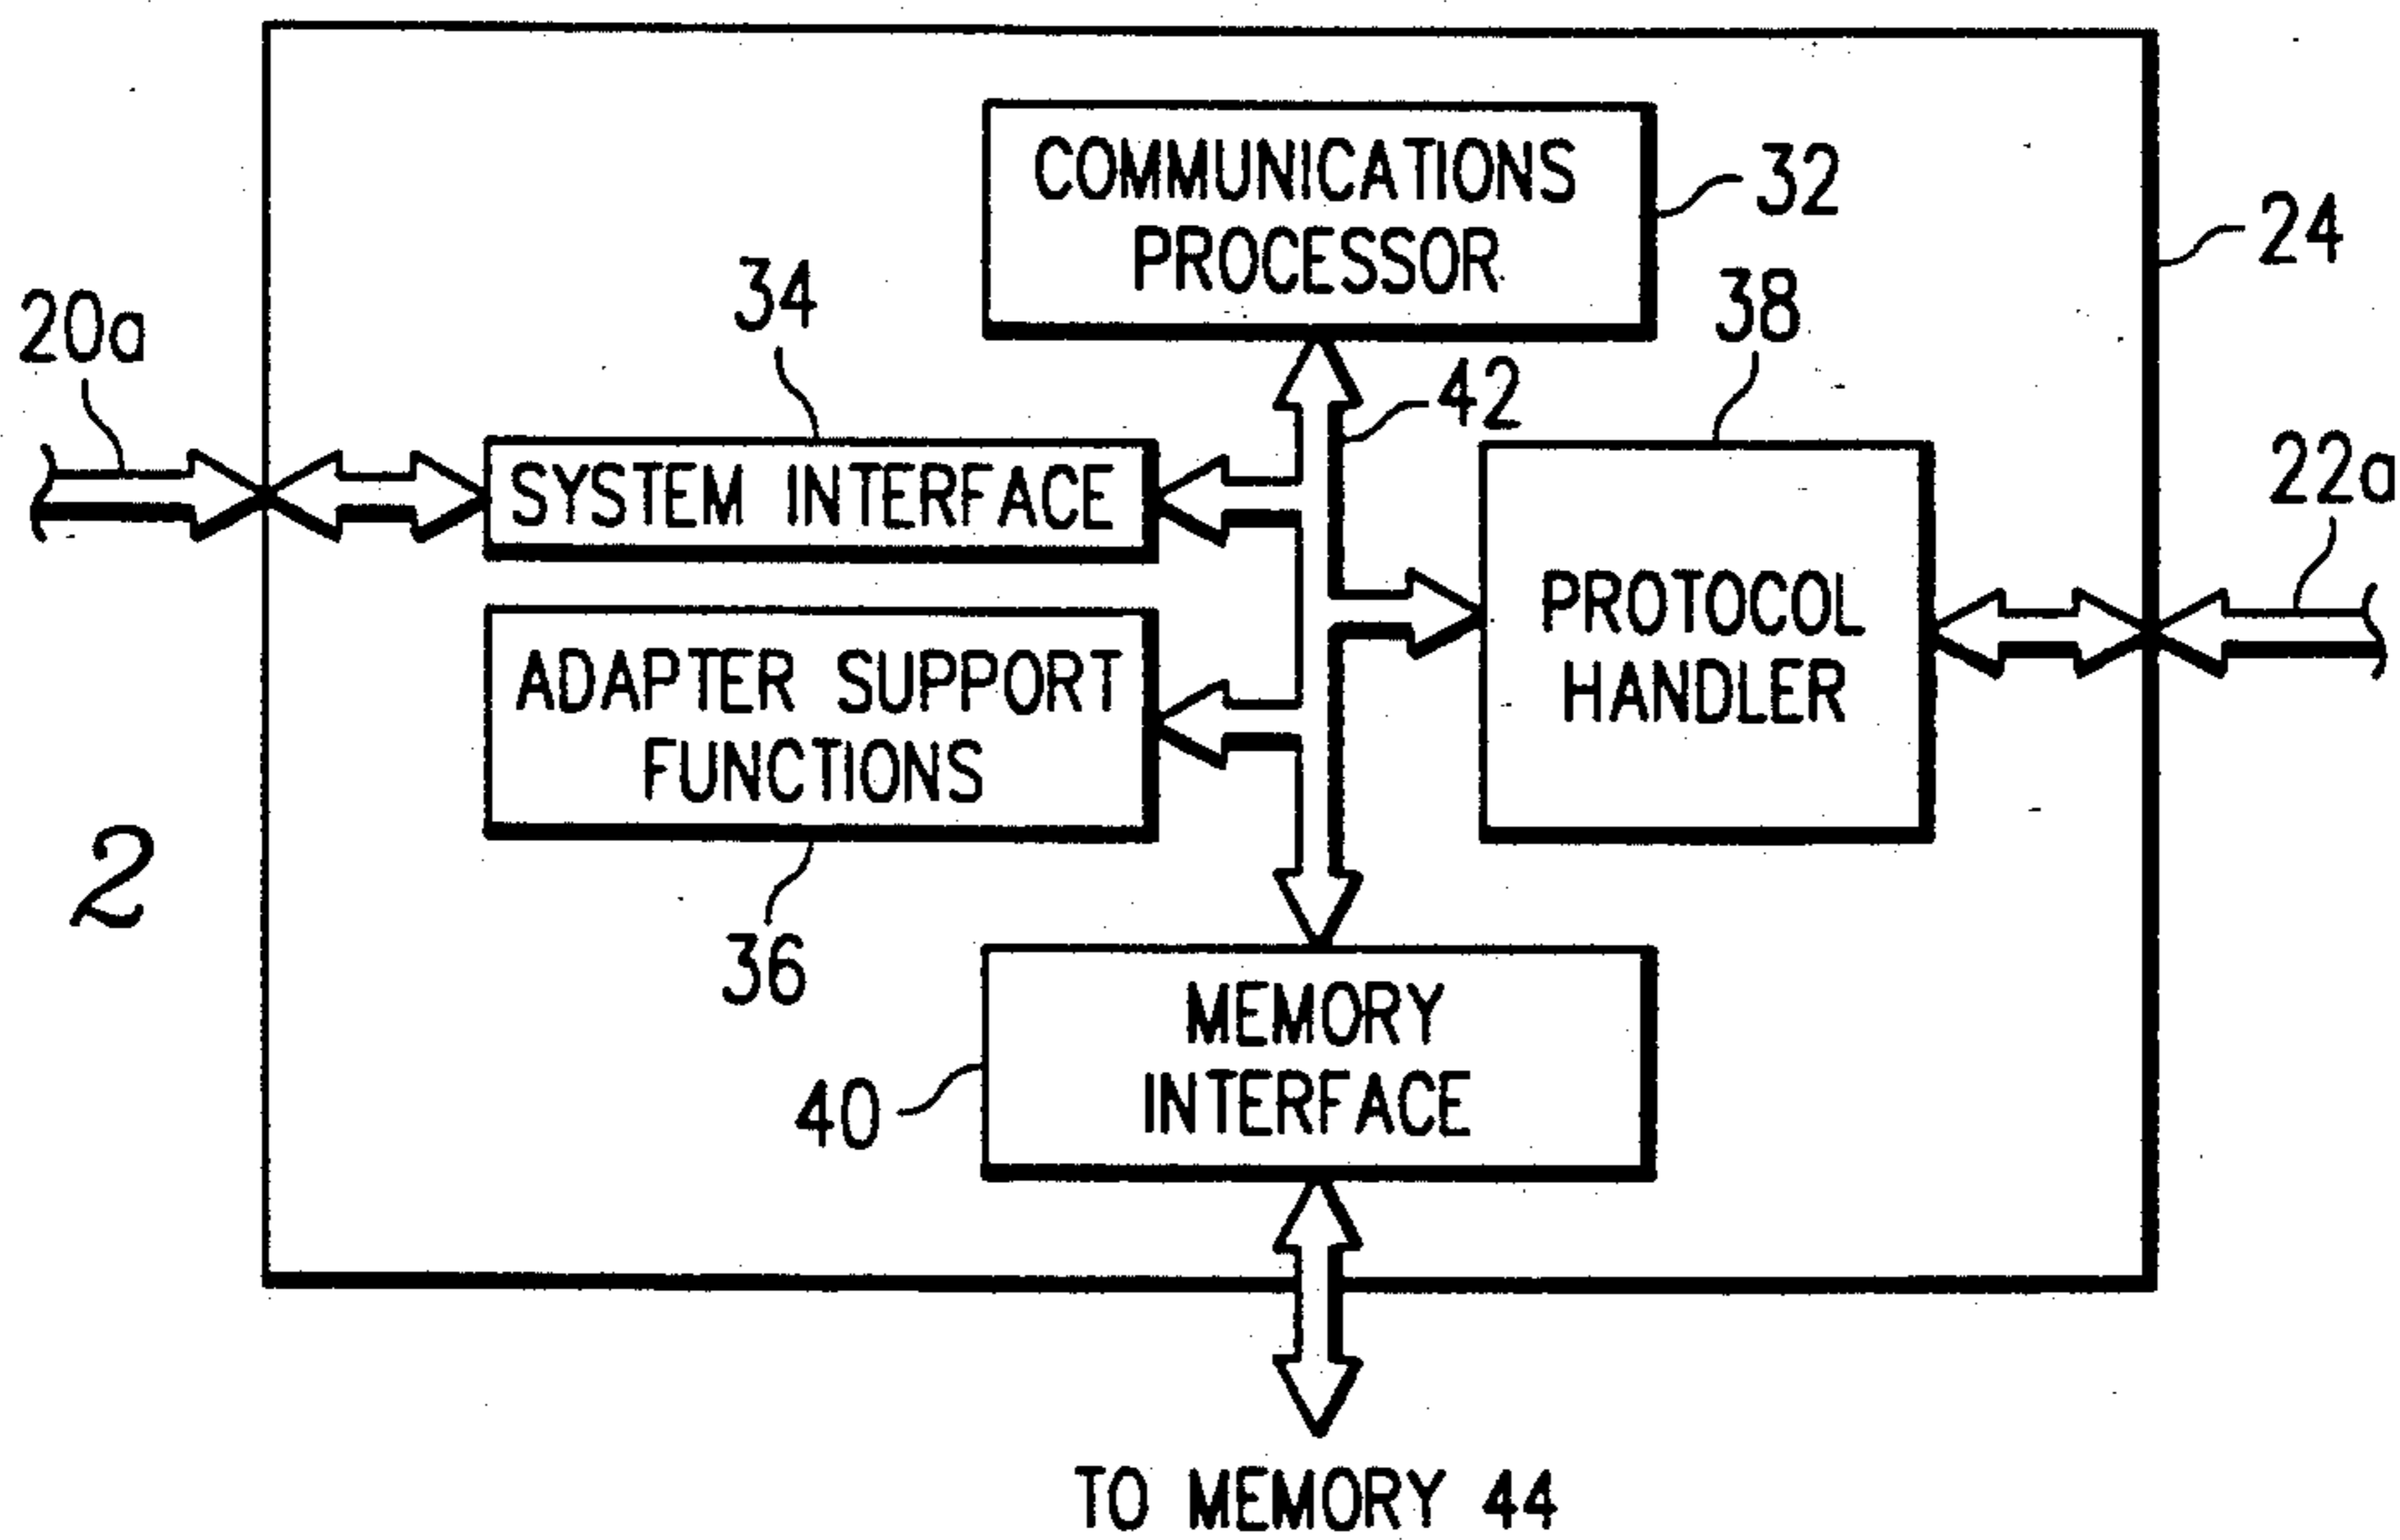 COMMUNICATIONS
PROCESSOR
32
24
34
38
20a
42
SYSTEM INTERFACE
22a
PROTOCOL
HANDLER
ADAPTER SUPPORT
FUNCTIONS
2
36
MEMORY
INTERFACE
40
TO MEMORY 44